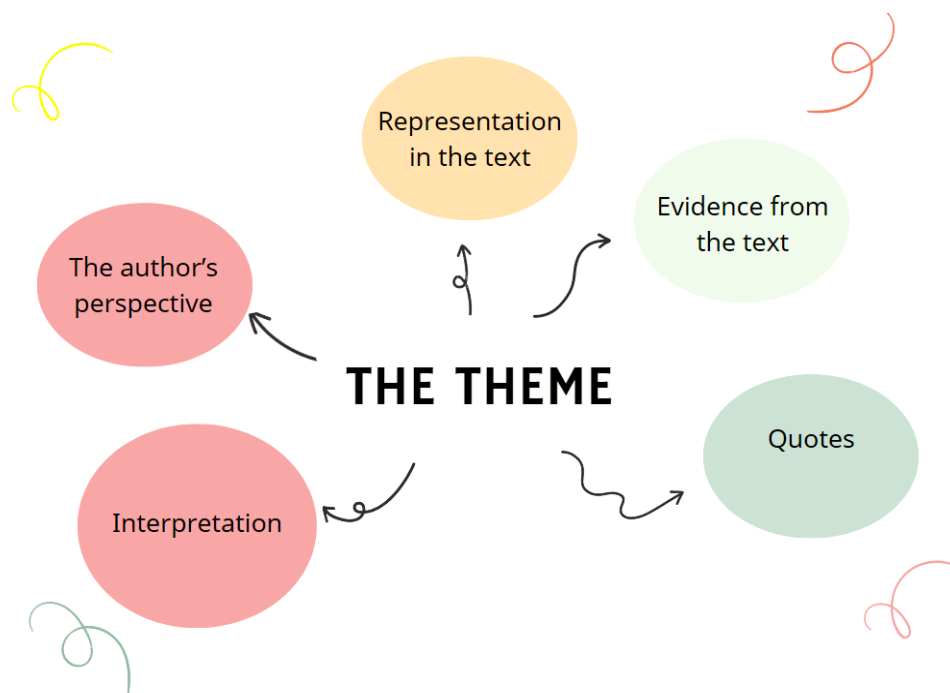 Representation
in the text
Evidence from
the text
The author’s
perspective
THE THEME
Quotes
Interpretation